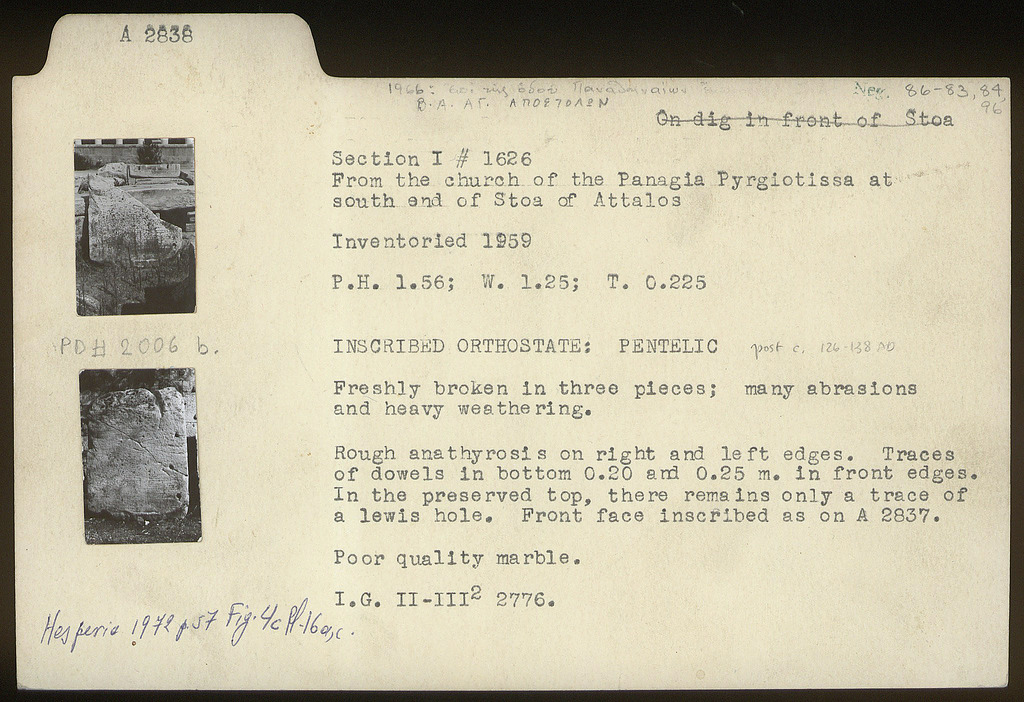 A 2838
1966: επί της όδου Παναθηναίων
Β.Α. ΑΓ. ΑΠΟΣΤΟΛΩΝ
Neg. 86-83, 84,
96
On dig in front of Stoa
Section I # 1626
From the church of the Panagia Pyrgiotissa at
south end of Stoa of Attalos
Inventoried 1959
P.H. 1.56; W. 1.25; T. 0.225
PDH 2006 b.
INSCRIBED ORTHOSTATE: PENTELIC post c. 126-138 AD
Freshly broken in three pieces; many abrasions
and heavy weathering.
Rough anathyrosis on right and left edges. Traces
of dowels in bottom 0.20 and 0.25 m. in front edges.
In the preserved top, there remains only a trace of
a lewis hole. Front face inscribed as on A 2837.
Poor quality marble.
I.G. II-III² 2776.
Hesperia 1972 p.57 Fig. 4c Pl-16a,c.